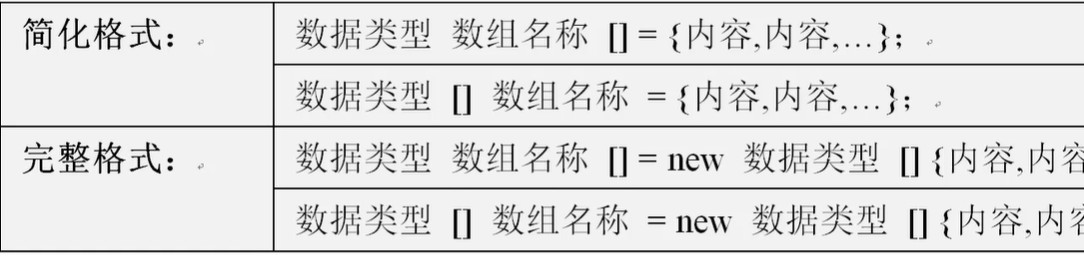 简化格式：
数据类型 数组名称 [] = {内容,内容,…};
数据类型 [] 数组名称 = {内容,内容,…};
完整格式：
数据类型 数组名称 [] = new 数据类型 [] {内容,内容
数据类型 [] 数组名称 = new 数据类型 [] {内容,内容